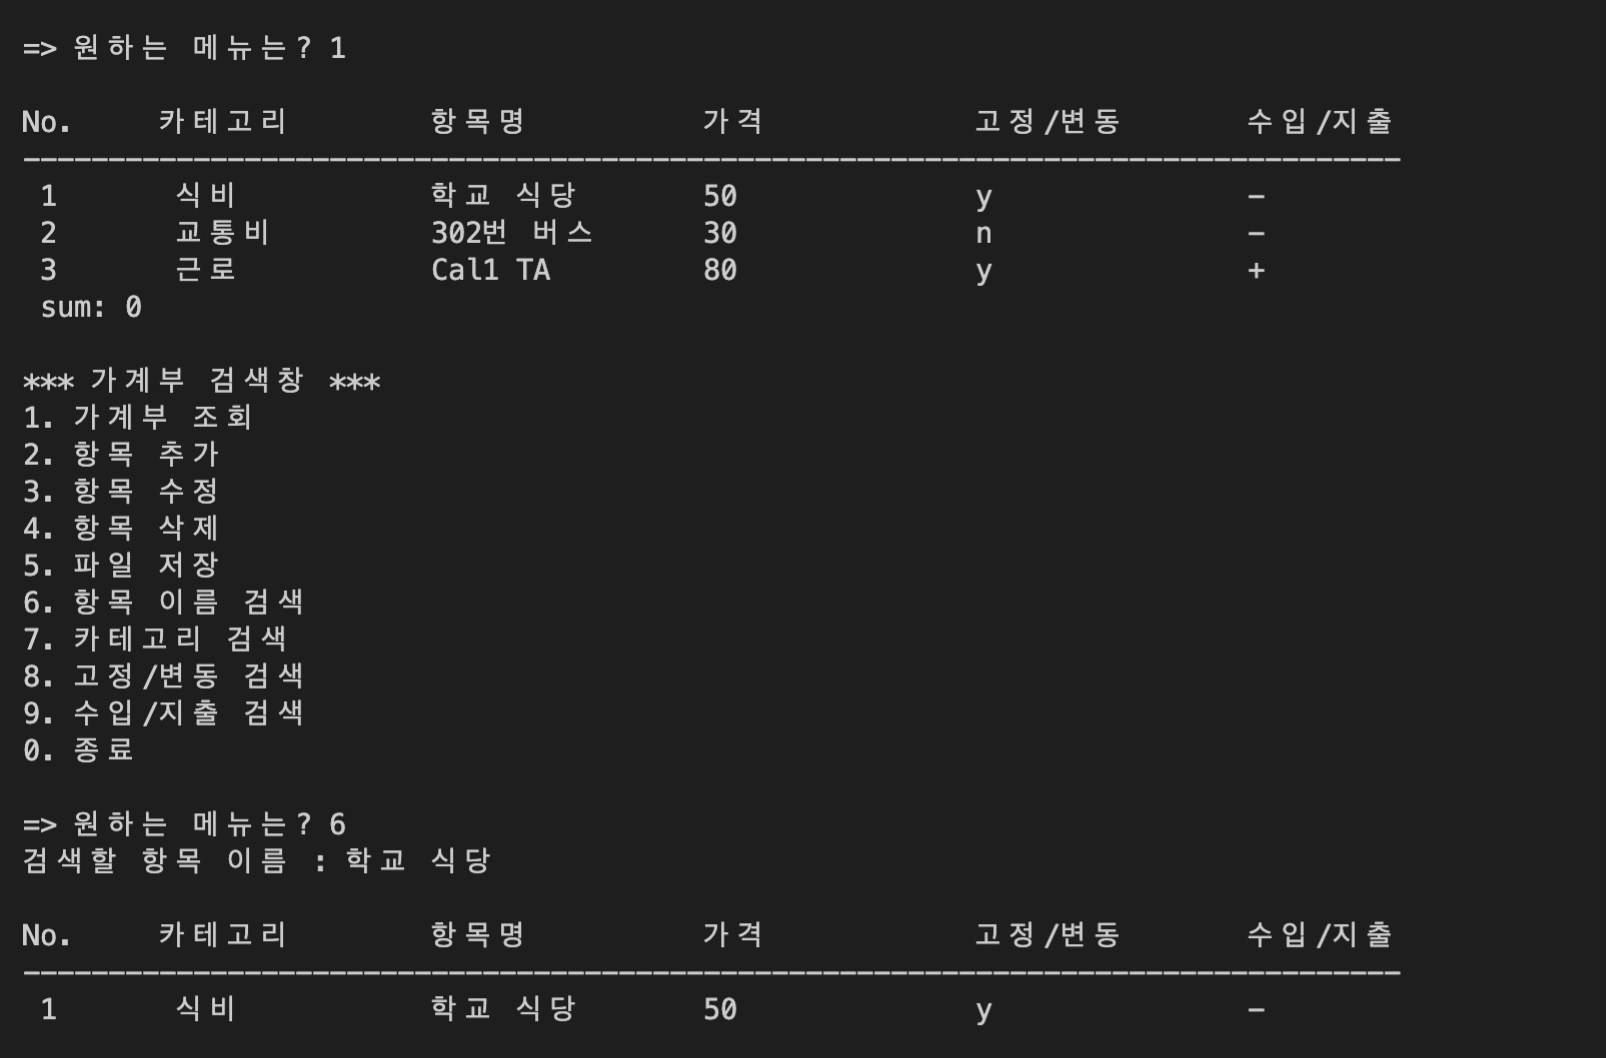 => 원하는 메뉴는? 1
No. 카테고리 항목명 가격 고정/변동 수입/지출
---------------------------------------------------------------------------------
1 식비 학교 식당 50 y -
2 교통비 302번 버스 30 n -
3 근로 Cal1 TA 80 y +
sum: 0
*** 가계부 검색창 ***
1. 가계부 조회
2. 항목 추가
3. 항목 수정
4. 항목 삭제
5. 파일 저장
6. 항목 이름 검색
7. 카테고리 검색
8. 고정/변동 검색
9. 수입/지출 검색
0. 종료
=> 원하는 메뉴는? 6
검색할 항목 이름 : 학교 식당
No. 카테고리 항목명 가격 고정/변동 수입/지출
---------------------------------------------------------------------------------
1 식비 학교 식당 50 y -